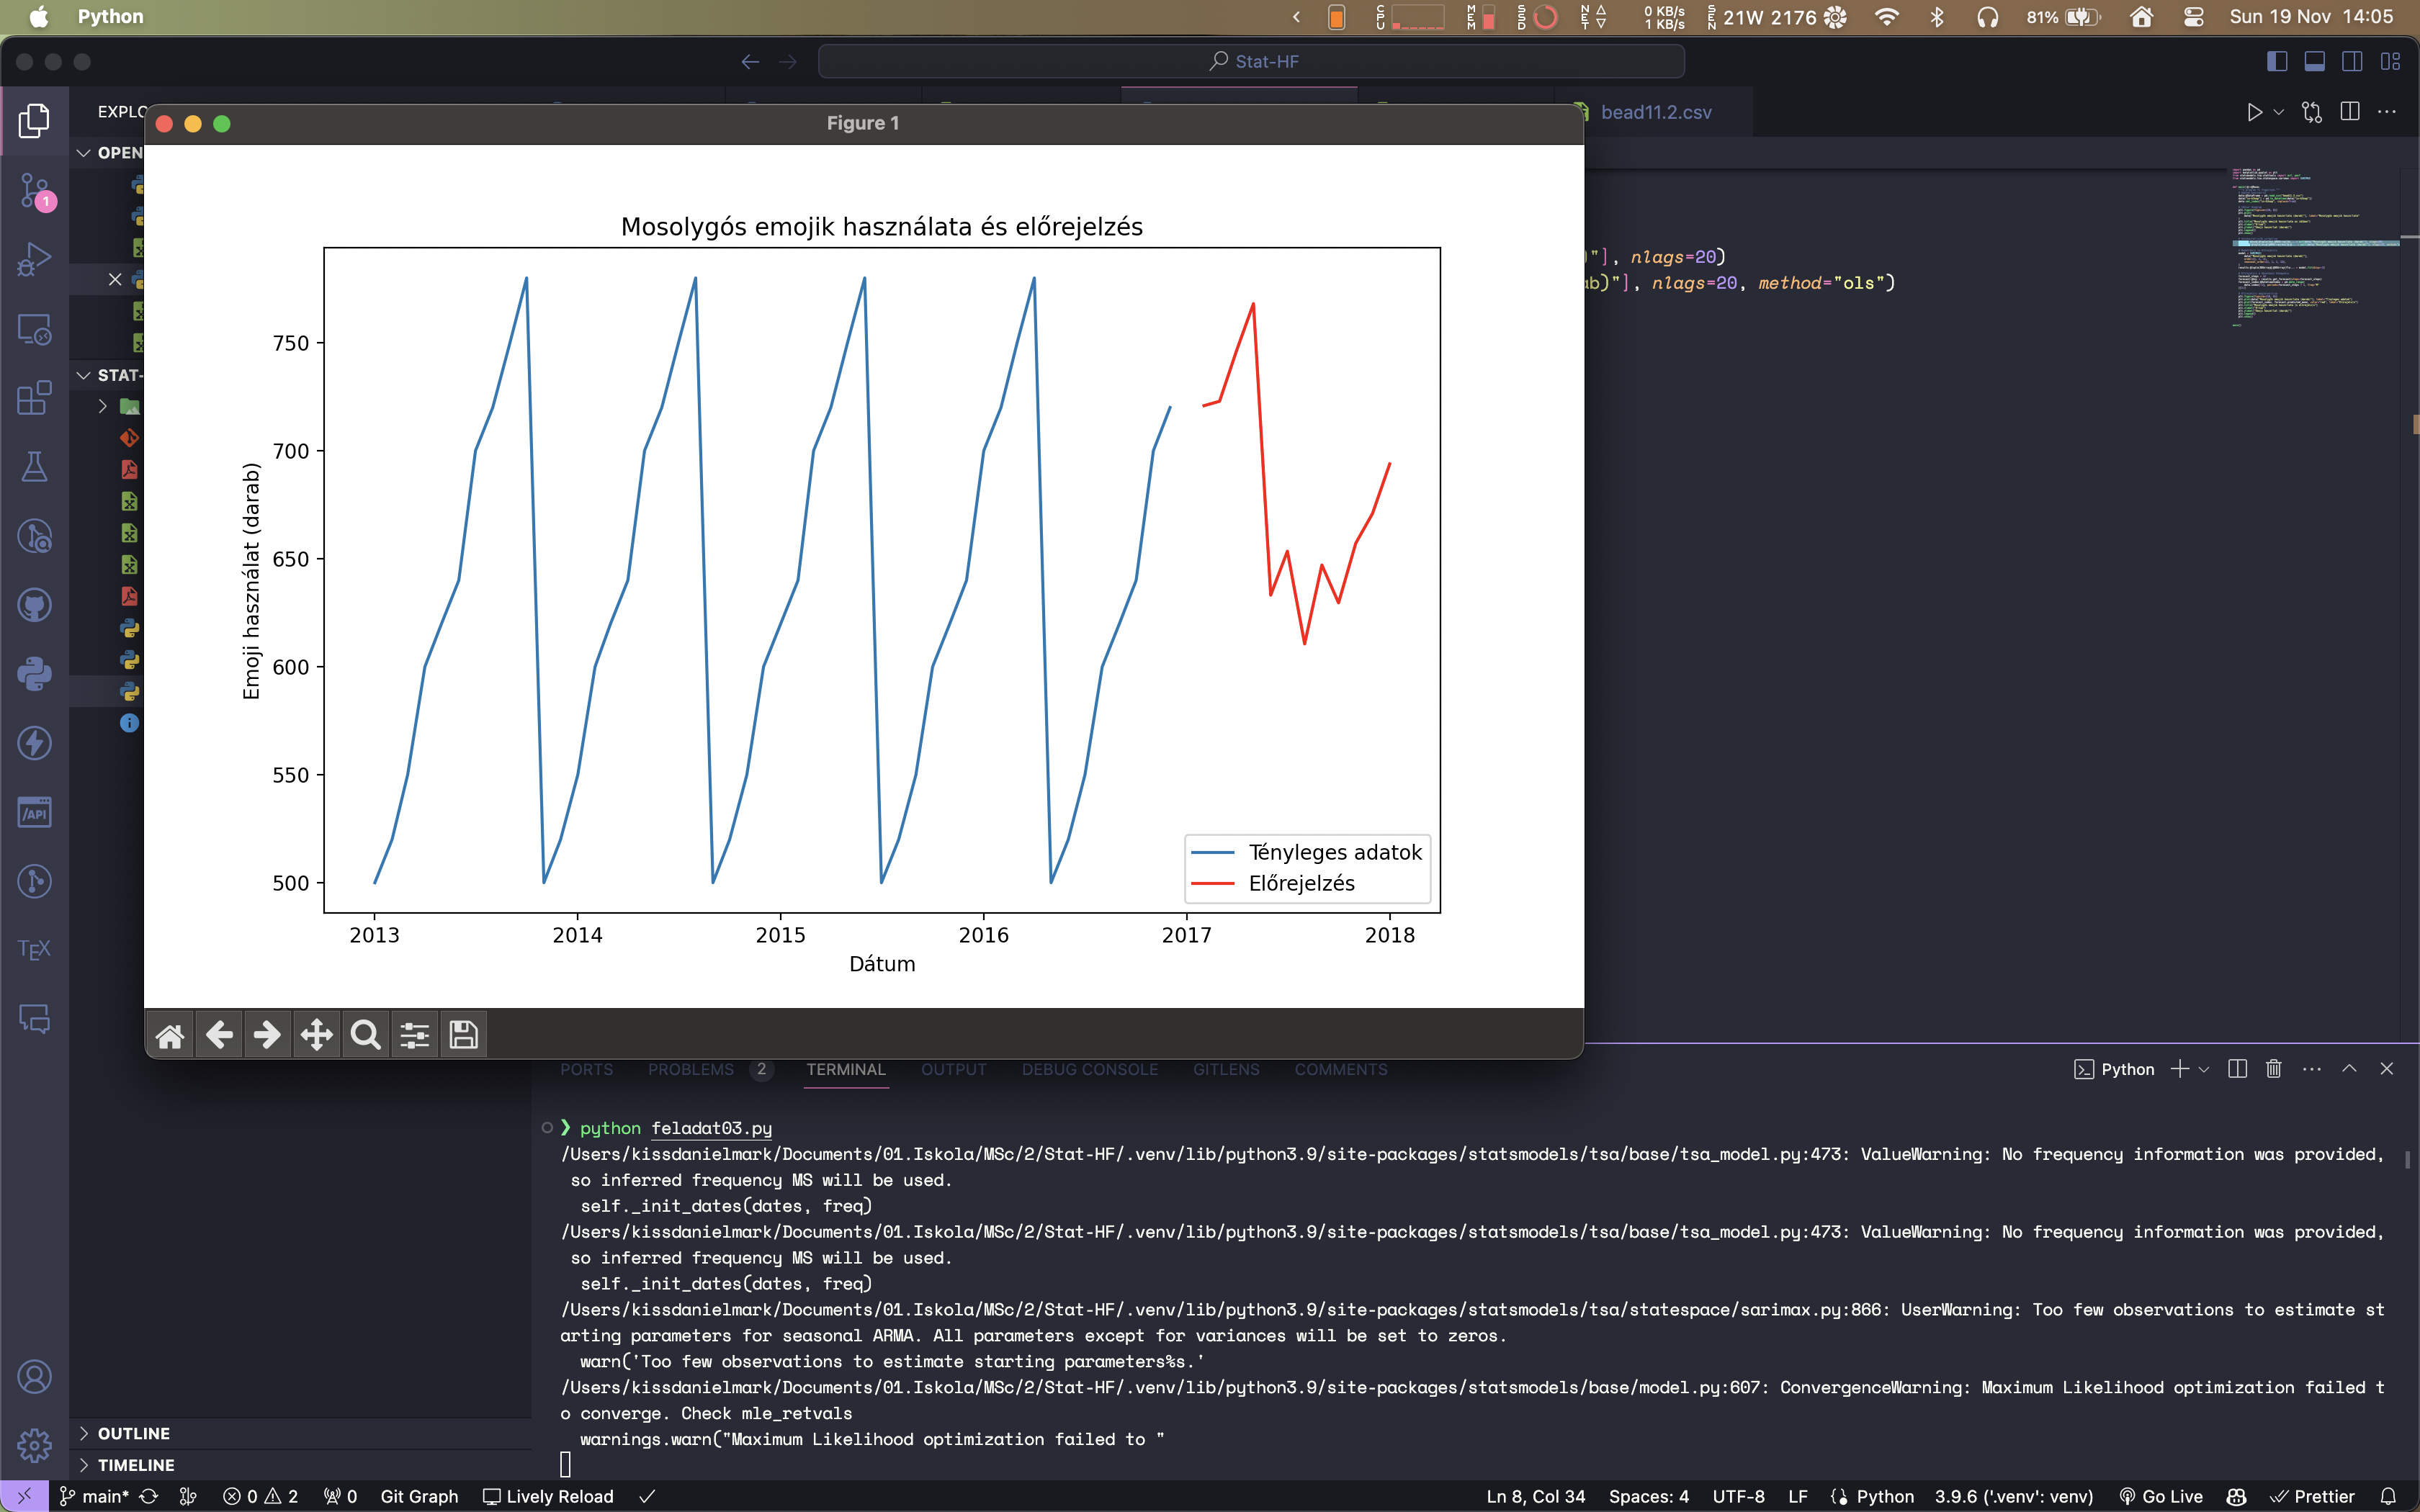 Python
CPU
MEM
SSD
NET
0 KB/s
1 KB/s
SEN
21W 2176
81%
Sun 19 Nov 14:05
Stat-HF
EXPLO
bead11.2.csv
Figure 1
OPEN
1
STAT-
)"], nlags=20)
ab)"], nlags=20, method="ols")
Mosolygós emojik használata és előrejelzés
Emoji használat (darab)
750
700
650
600
550
500
2013 2014 2015 2016 2017 2018
Dátum
Tényleges adatok
Előrejelzés
/API
TEX
PORTS PROBLEMS 2 TERMINAL OUTPUT DEBUG CONSOLE GITLENS COMMENTS
Python
❯ python feladat03.py
/Users/kissdanielmark/Documents/01.Iskola/MSc/2/Stat-HF/.venv/lib/python3.9/site-packages/statsmodels/tsa/base/tsa_model.py:473: ValueWarning: No frequency information was provided,
so inferred frequency MS will be used.
self._init_dates(dates, freq)
/Users/kissdanielmark/Documents/01.Iskola/MSc/2/Stat-HF/.venv/lib/python3.9/site-packages/statsmodels/tsa/base/tsa_model.py:473: ValueWarning: No frequency information was provided,
so inferred frequency MS will be used.
self._init_dates(dates, freq)
/Users/kissdanielmark/Documents/01.Iskola/MSc/2/Stat-HF/.venv/lib/python3.9/site-packages/statsmodels/tsa/statespace/sarimax.py:866: UserWarning: Too few observations to estimate st
arting parameters for seasonal ARMA. All parameters except for variances will be set to zeros.
warn('Too few observations to estimate starting parameters%s.'
/Users/kissdanielmark/Documents/01.Iskola/MSc/2/Stat-HF/.venv/lib/python3.9/site-packages/statsmodels/base/model.py:607: ConvergenceWarning: Maximum Likelihood optimization failed t
o converge. Check mle_retvals
warnings.warn("Maximum Likelihood optimization failed to "
OUTLINE
TIMELINE
main* 0 2 0 Git Graph Lively Reload
Ln 8, Col 34 Spaces: 4 UTF-8 LF Python 3.9.6 ('.venv': venv) Go Live Prettier